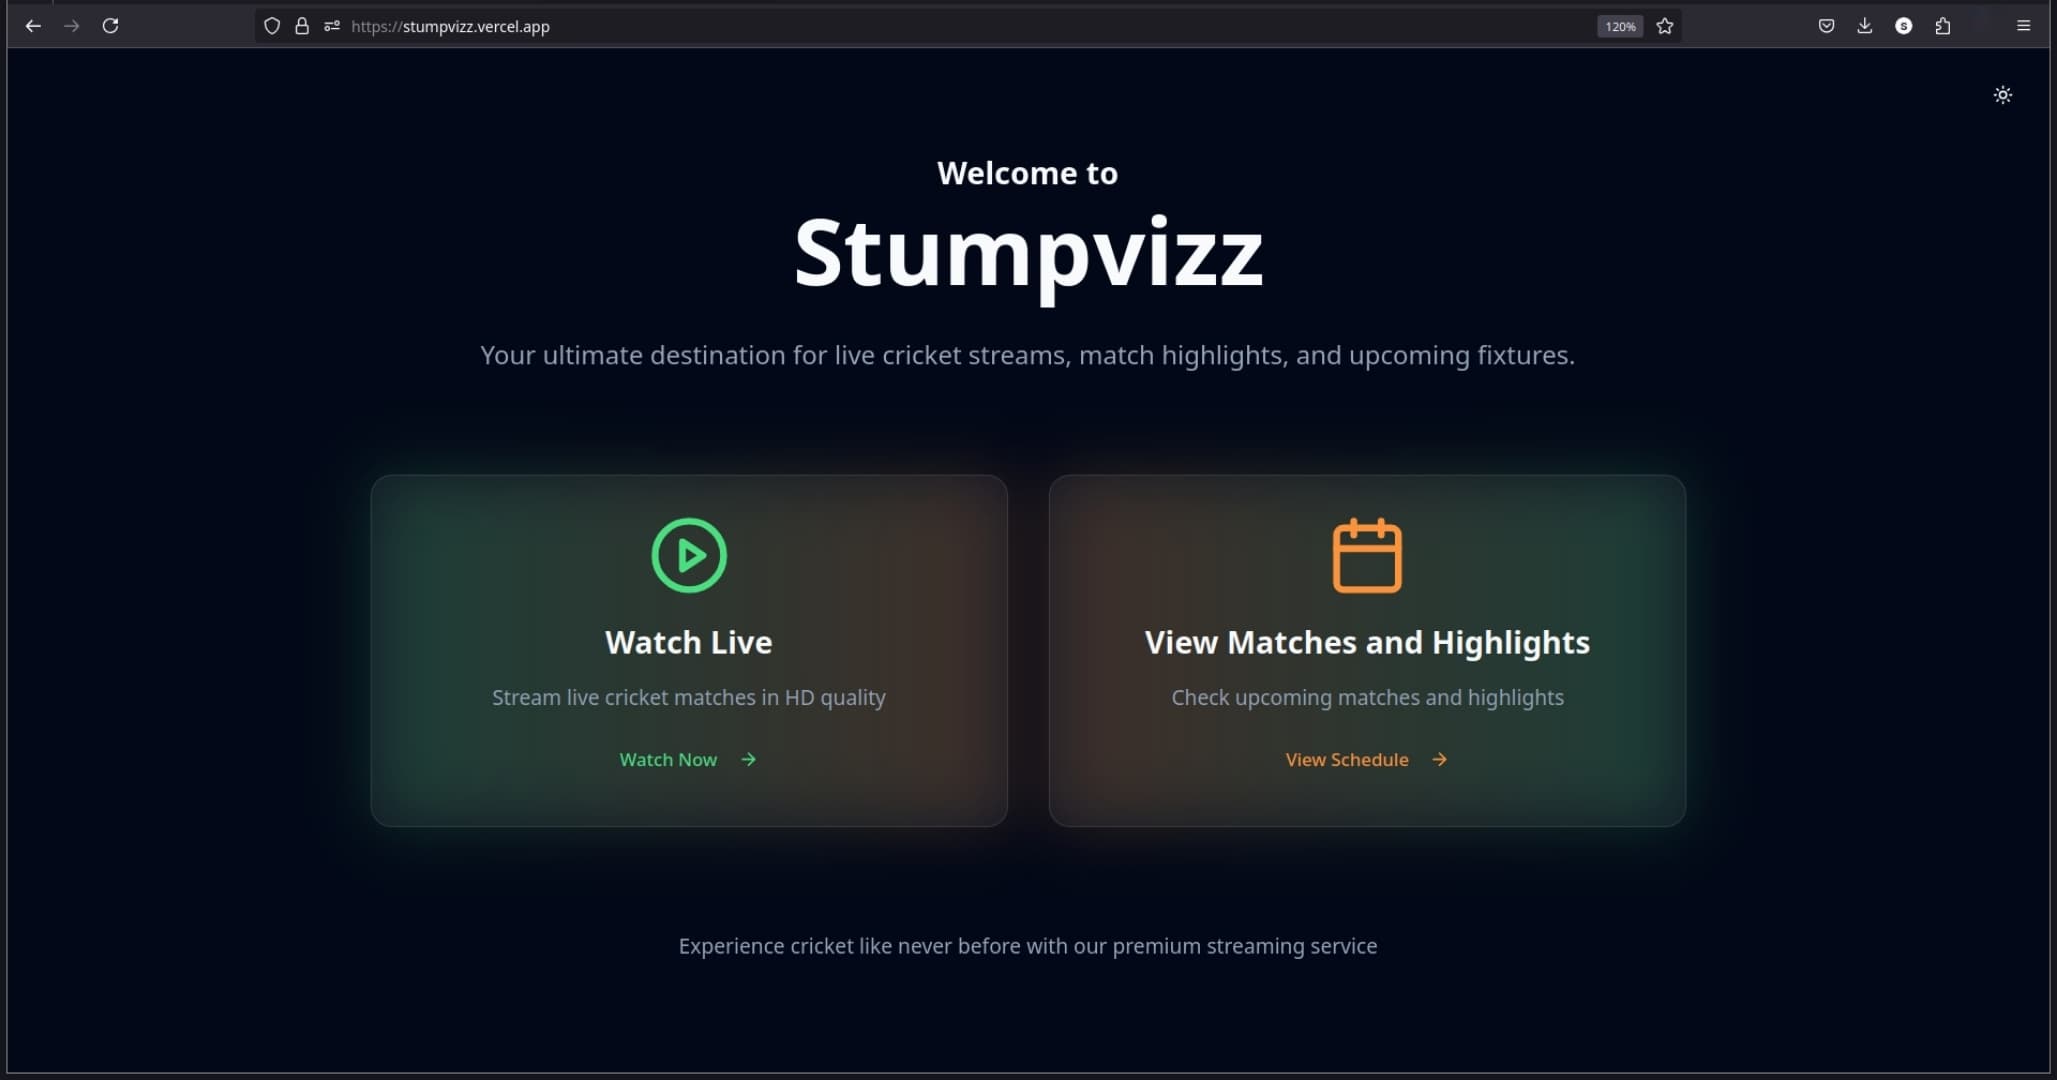 https://stumpvizz.vercel.app
120%
S
Welcome to
Stumpvizz
Your ultimate destination for live cricket streams, match highlights, and upcoming fixtures.
Watch Live
Stream live cricket matches in HD quality
Watch Now
View Matches and Highlights
Check upcoming matches and highlights
View Schedule
Experience cricket like never before with our premium streaming service